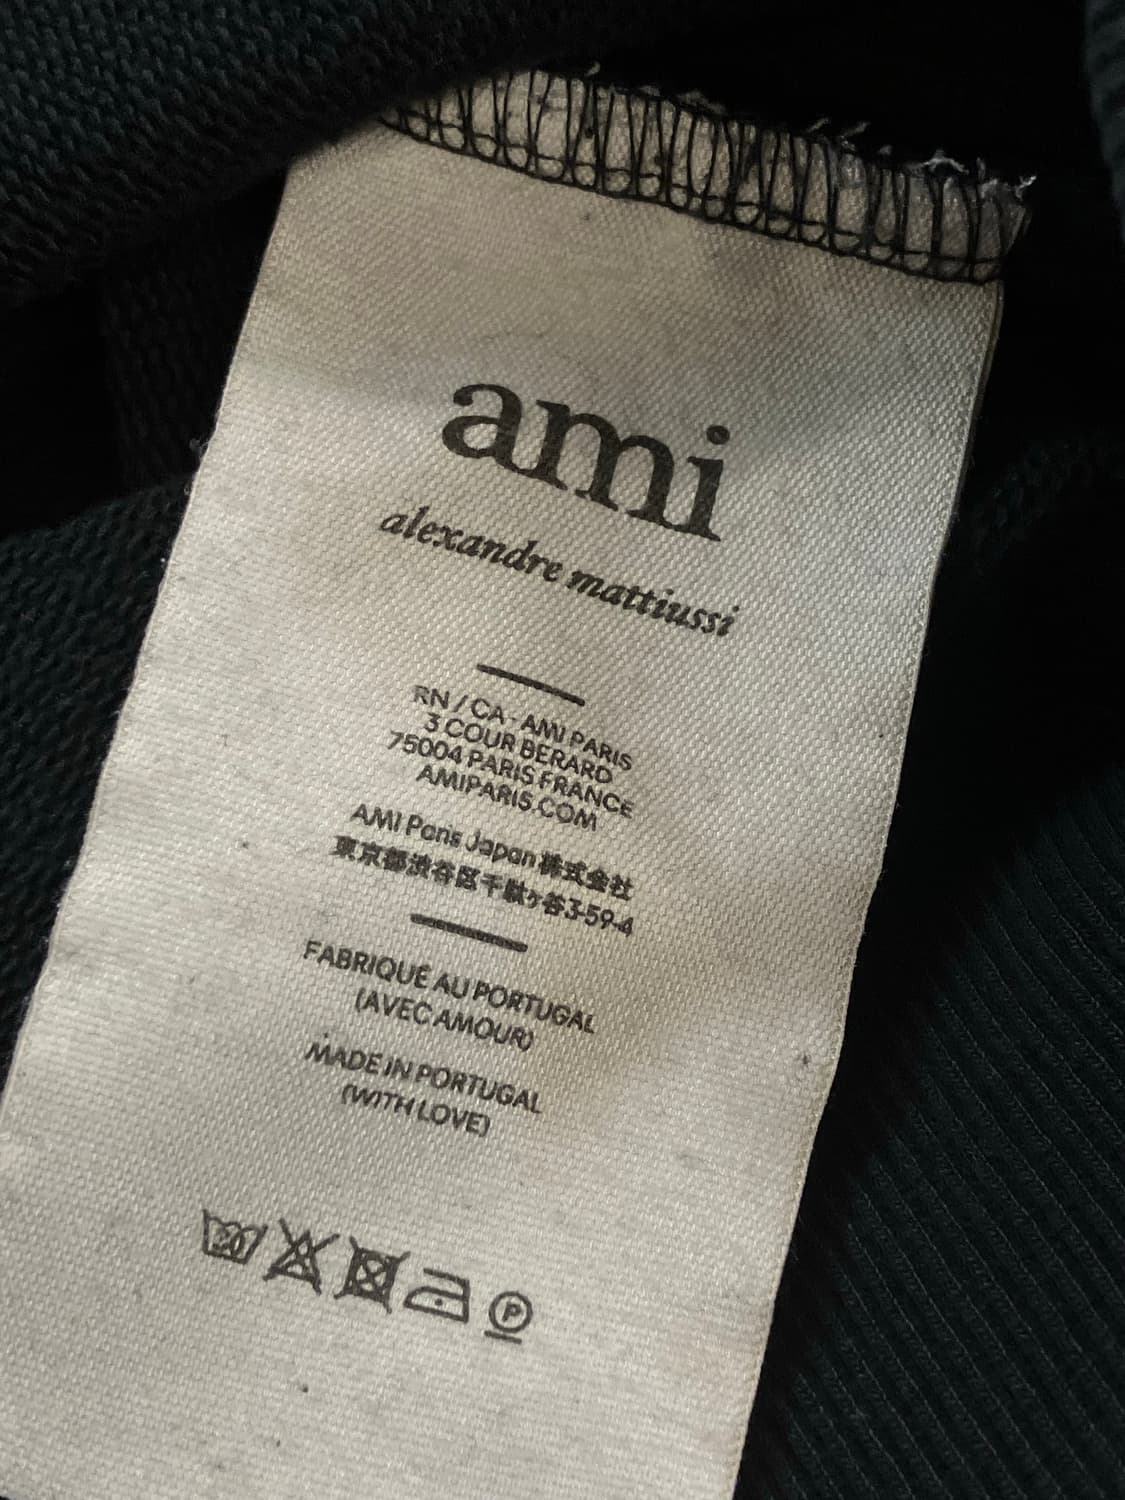 ami
alexandre mattiussi
RN / CA - AMI PARIS
3 COUR BERARD
75004 PARIS FRANCE
AMIPARIS.COM
AMI Paris Japan 株式会社
東京都渋谷区千駄ヶ谷3-59-4
FABRIQUÉ AU PORTUGAL
(AVEC AMOUR)
MADE IN PORTUGAL
(WITH LOVE)
30
P